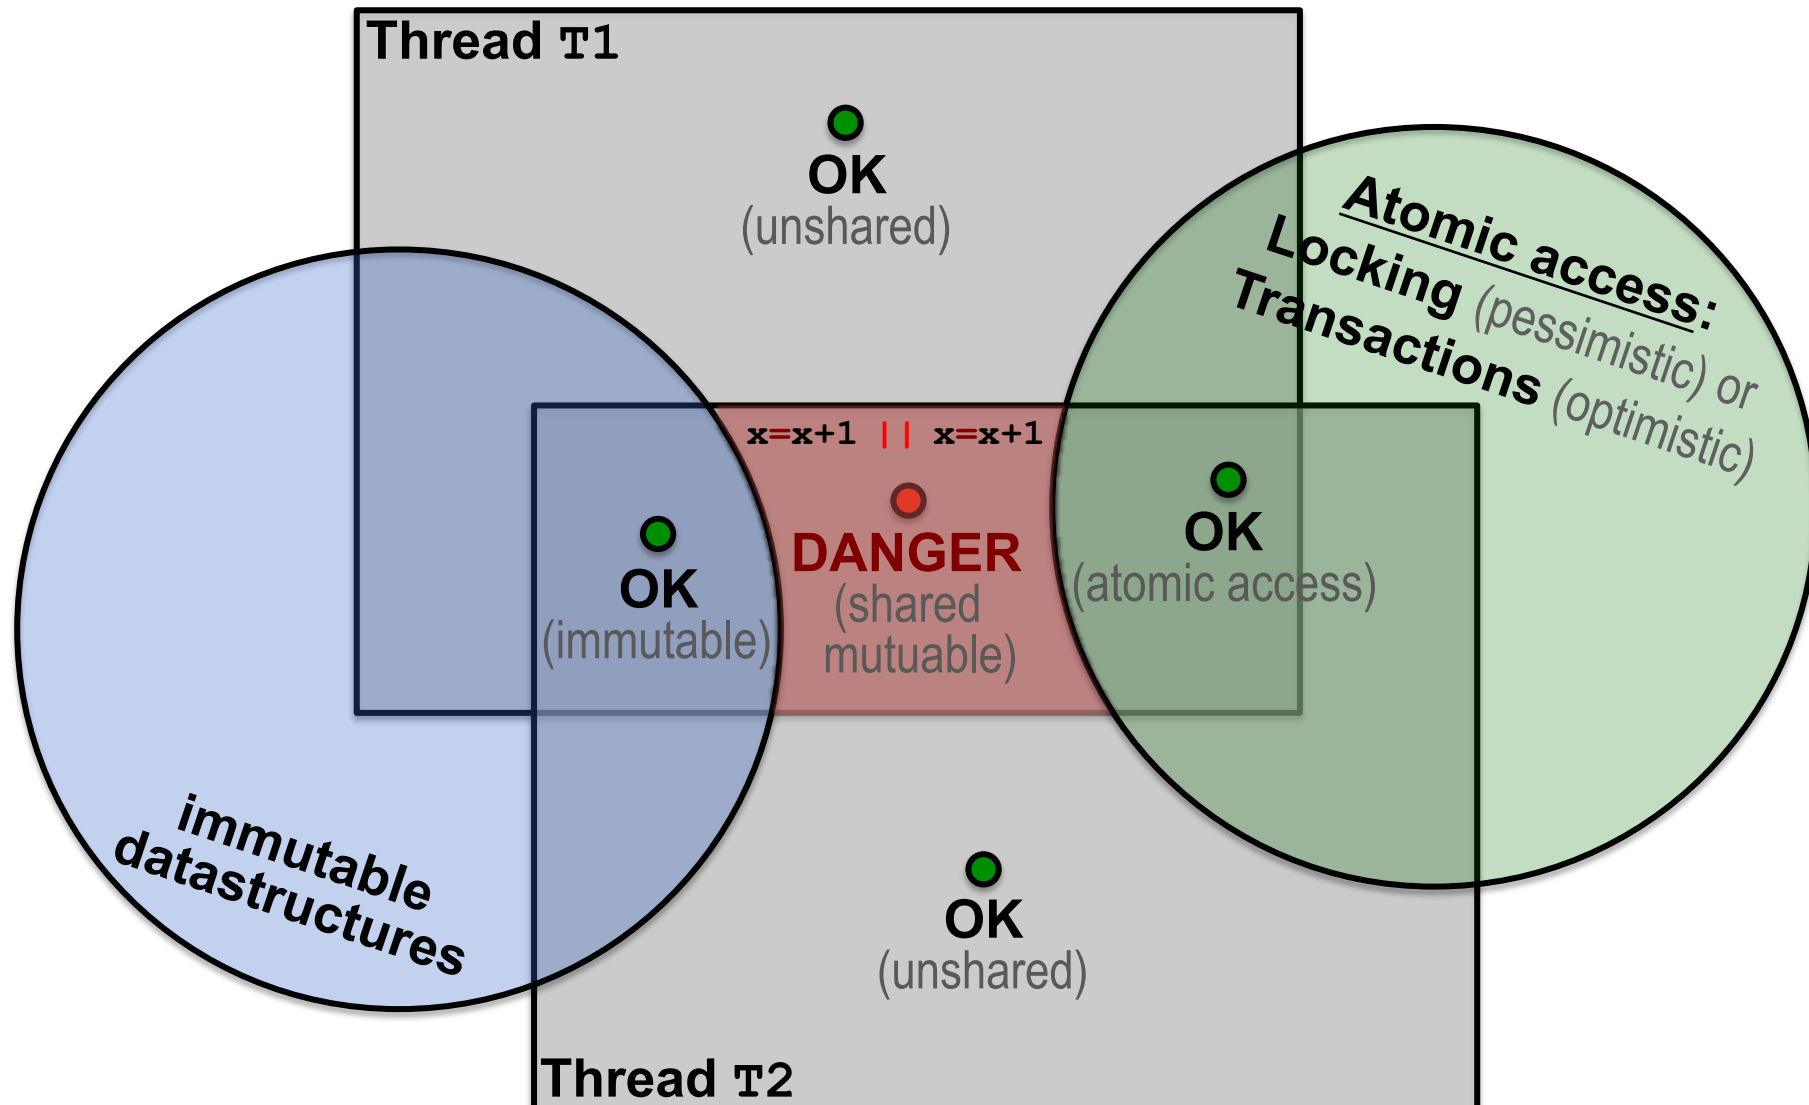 Thread T1
OK
(unshared)
Atomic access:
Locking (pessimistic) or
Transactions (optimistic)
x=x+1 || x=x+1
OK
(immutable)
DANGER
(shared
mutuable)
OK
(atomic access)
immutable
datastructures
OK
(unshared)
Thread T2